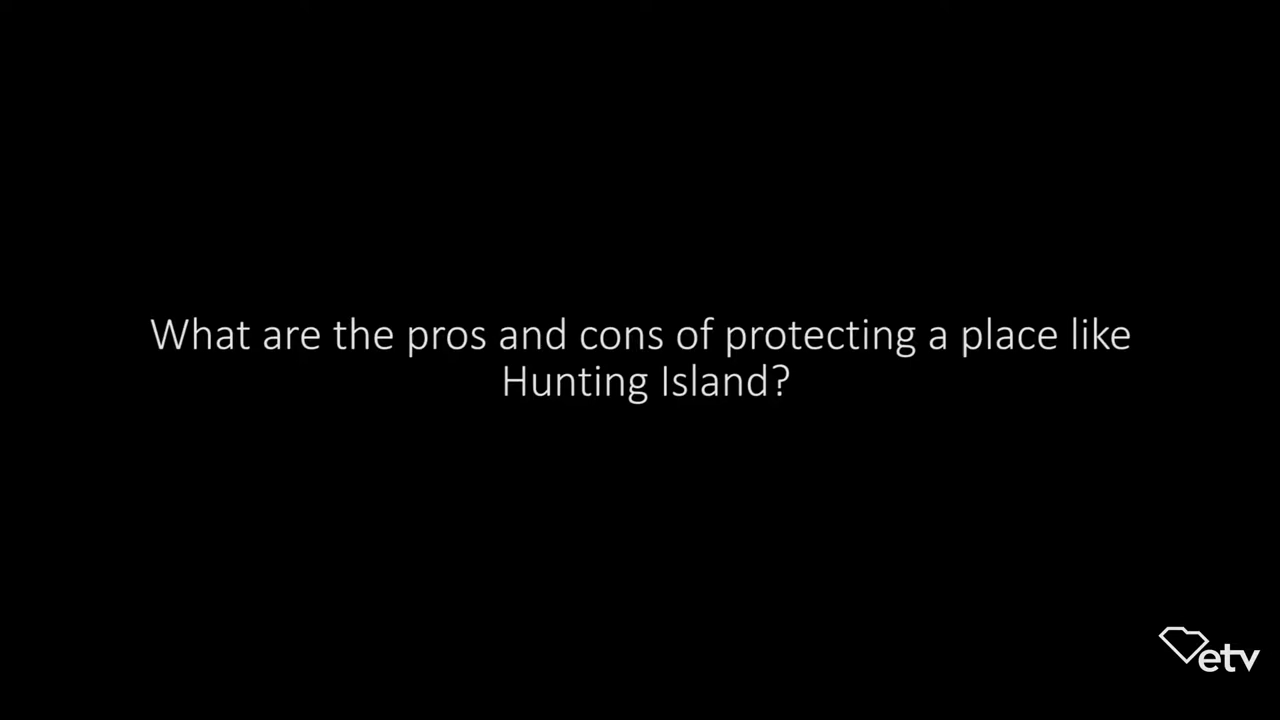 What are the pros and cons of protecting a place like
Hunting Island?
etv